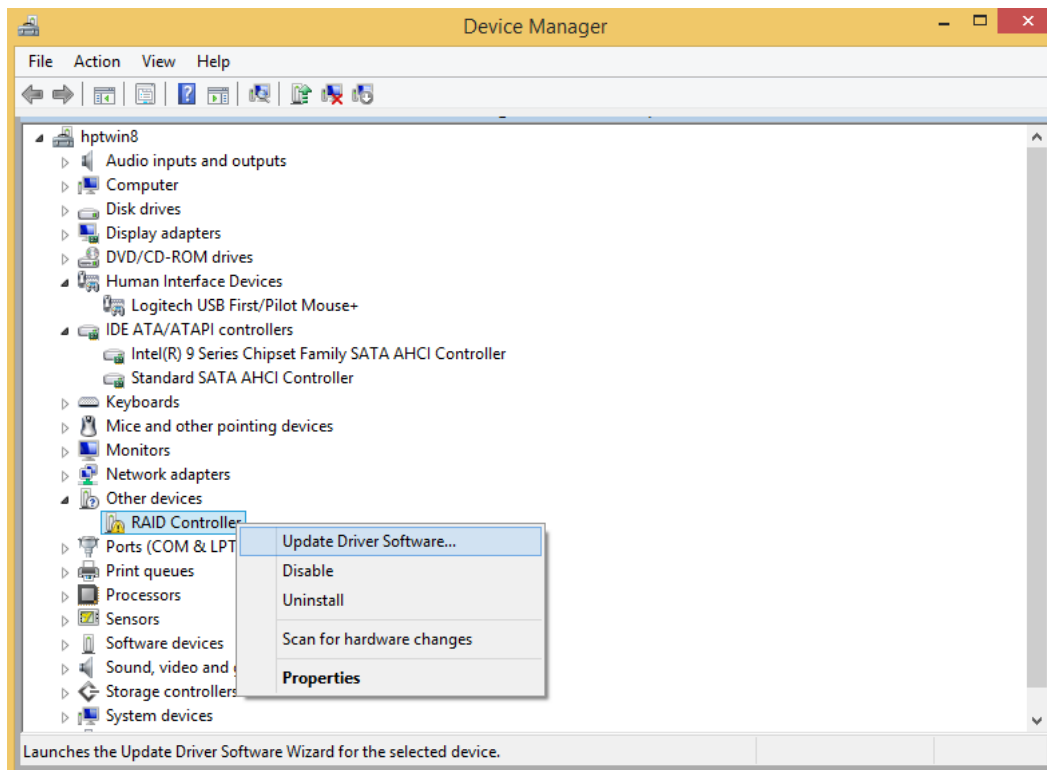 Device Manager
File Action View Help
hptwin8
Audio inputs and outputs
Computer
Disk drives
Display adapters
DVD/CD-ROM drives
Human Interface Devices
Logitech USB First/Pilot Mouse+
IDE ATA/ATAPI controllers
Intel(R) 9 Series Chipset Family SATA AHCI Controller
Standard SATA AHCI Controller
Keyboards
Mice and other pointing devices
Monitors
Network adapters
Other devices
RAID Controller
Update Driver Software...
Disable
Uninstall
Scan for hardware changes
Properties
Ports (COM & LPT
Print queues
Processors
Sensors
Software devices
Sound, video and
Storage controllers
System devices
Launches the Update Driver Software Wizard for the selected device.